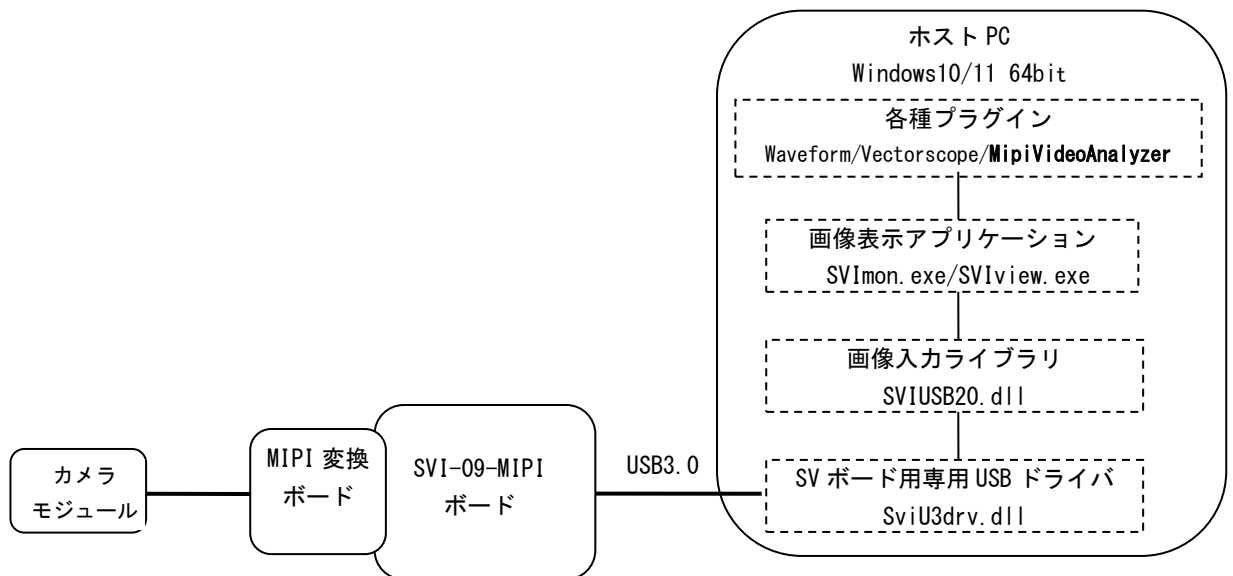 ホスト PC
Windows10/11 64bit
各種プラグイン
Waveform/Vectorscope/MipiVideoAnalyzer
画像表示アプリケーション
SVImon.exe/SVIview.exe
画像入力ライブラリ
SVIUSB20.dll
SV ボード用専用 USB ドライバ
SviU3drv.dll
USB3.0
SVI-09-MIPI
ボード
MIPI 変換
ボード
カメラ
モジュール